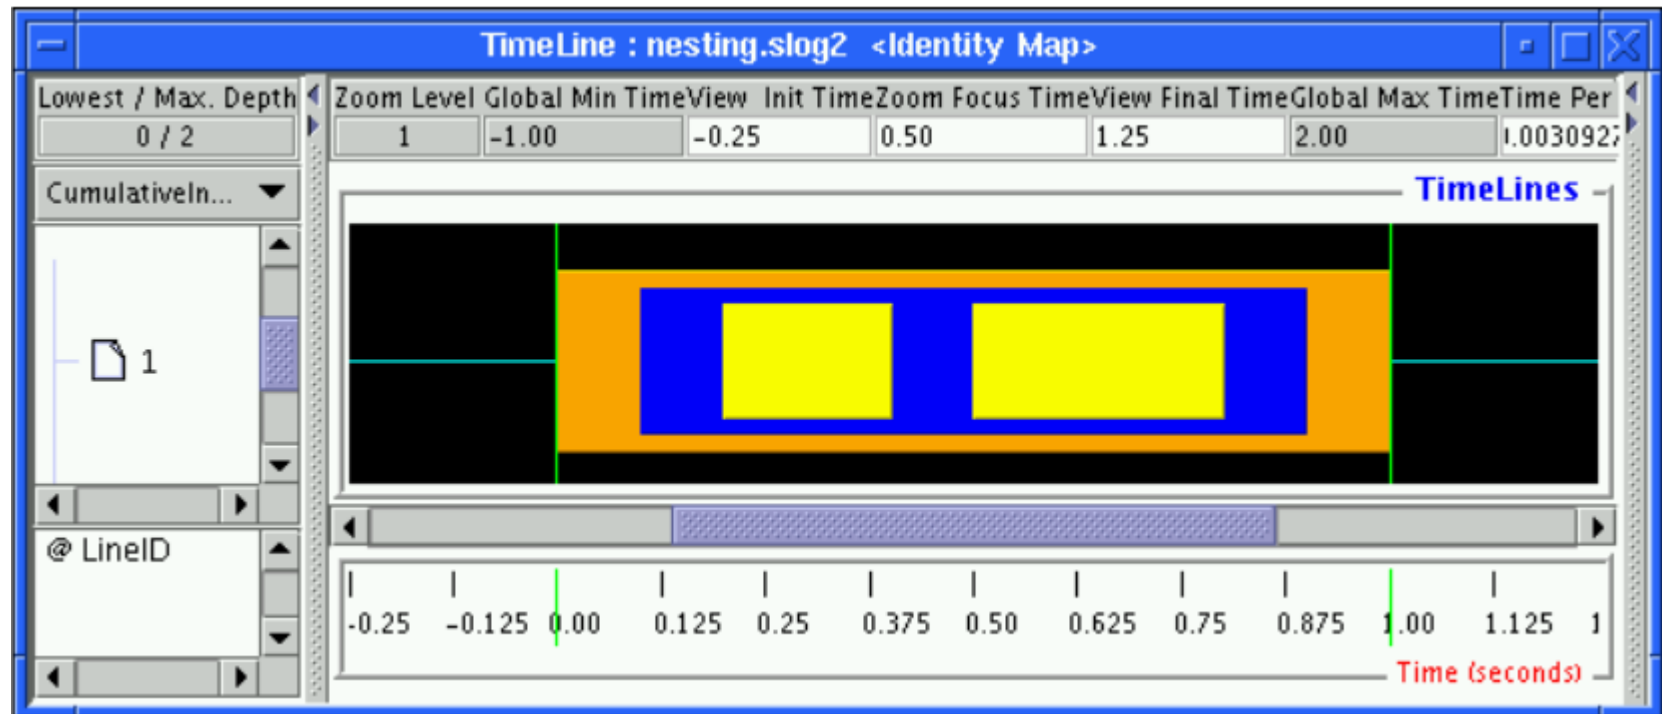 TimeLine : nesting.slog2 <Identity Map>
Lowest / Max. Depth
0 / 2
Zoom Level Global Min Time View Init Time Zoom Focus Time View Final Time Global Max Time Time Per
1 -1.00 -0.25 0.50 1.25 2.00 .003092
CumulativeIn...
TimeLines
1
@ LineID
-0.25 -0.125 0.00 0.125 0.25 0.375 0.50 0.625 0.75 0.875 1.00 1.125 1
Time (seconds)